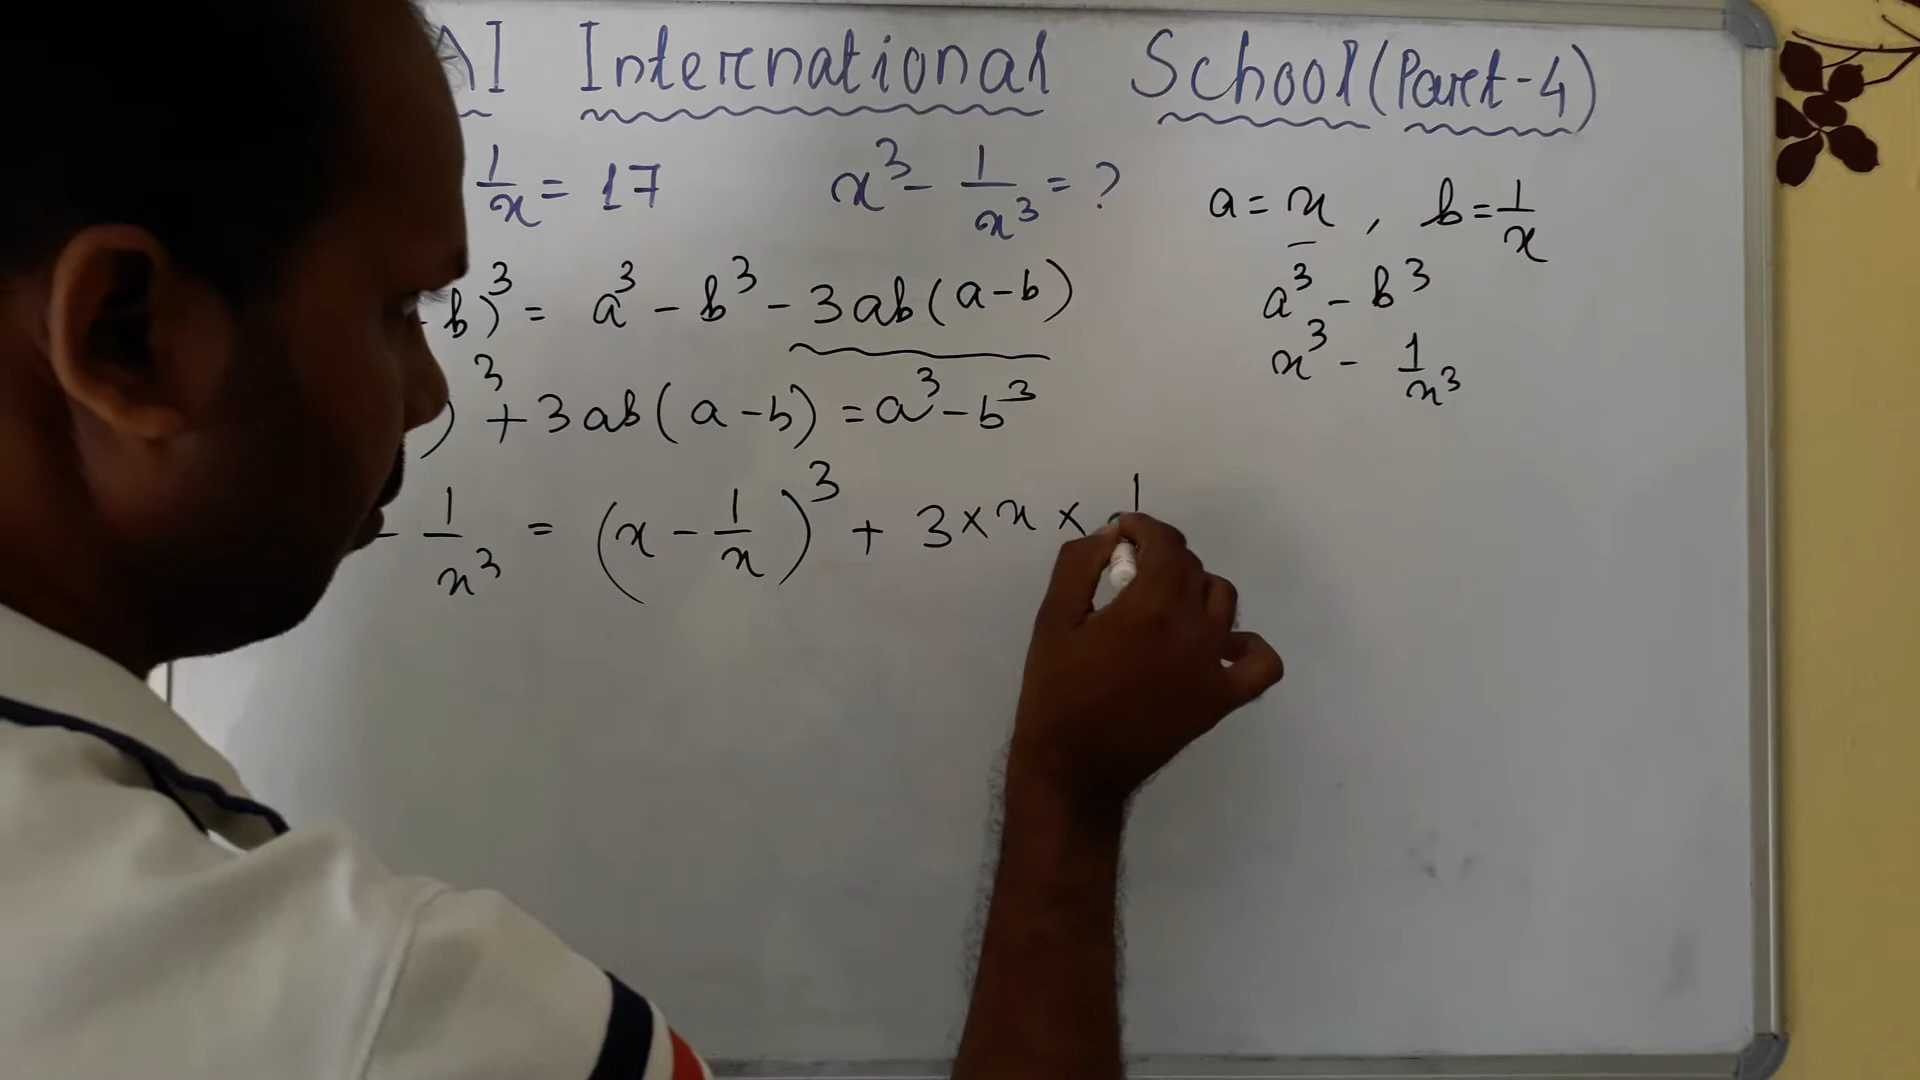 AI International School (Part-4)
1/x = 17    x³ - 1/x³ = ?    a = x , b = 1/x
b)³ = a³ - b³ - 3ab(a-b)    a³ - b³
)³ + 3ab(a-b) = a³ - b³    x³ - 1/x³
- 1/x³ = (x - 1/x)³ + 3 × x × 1